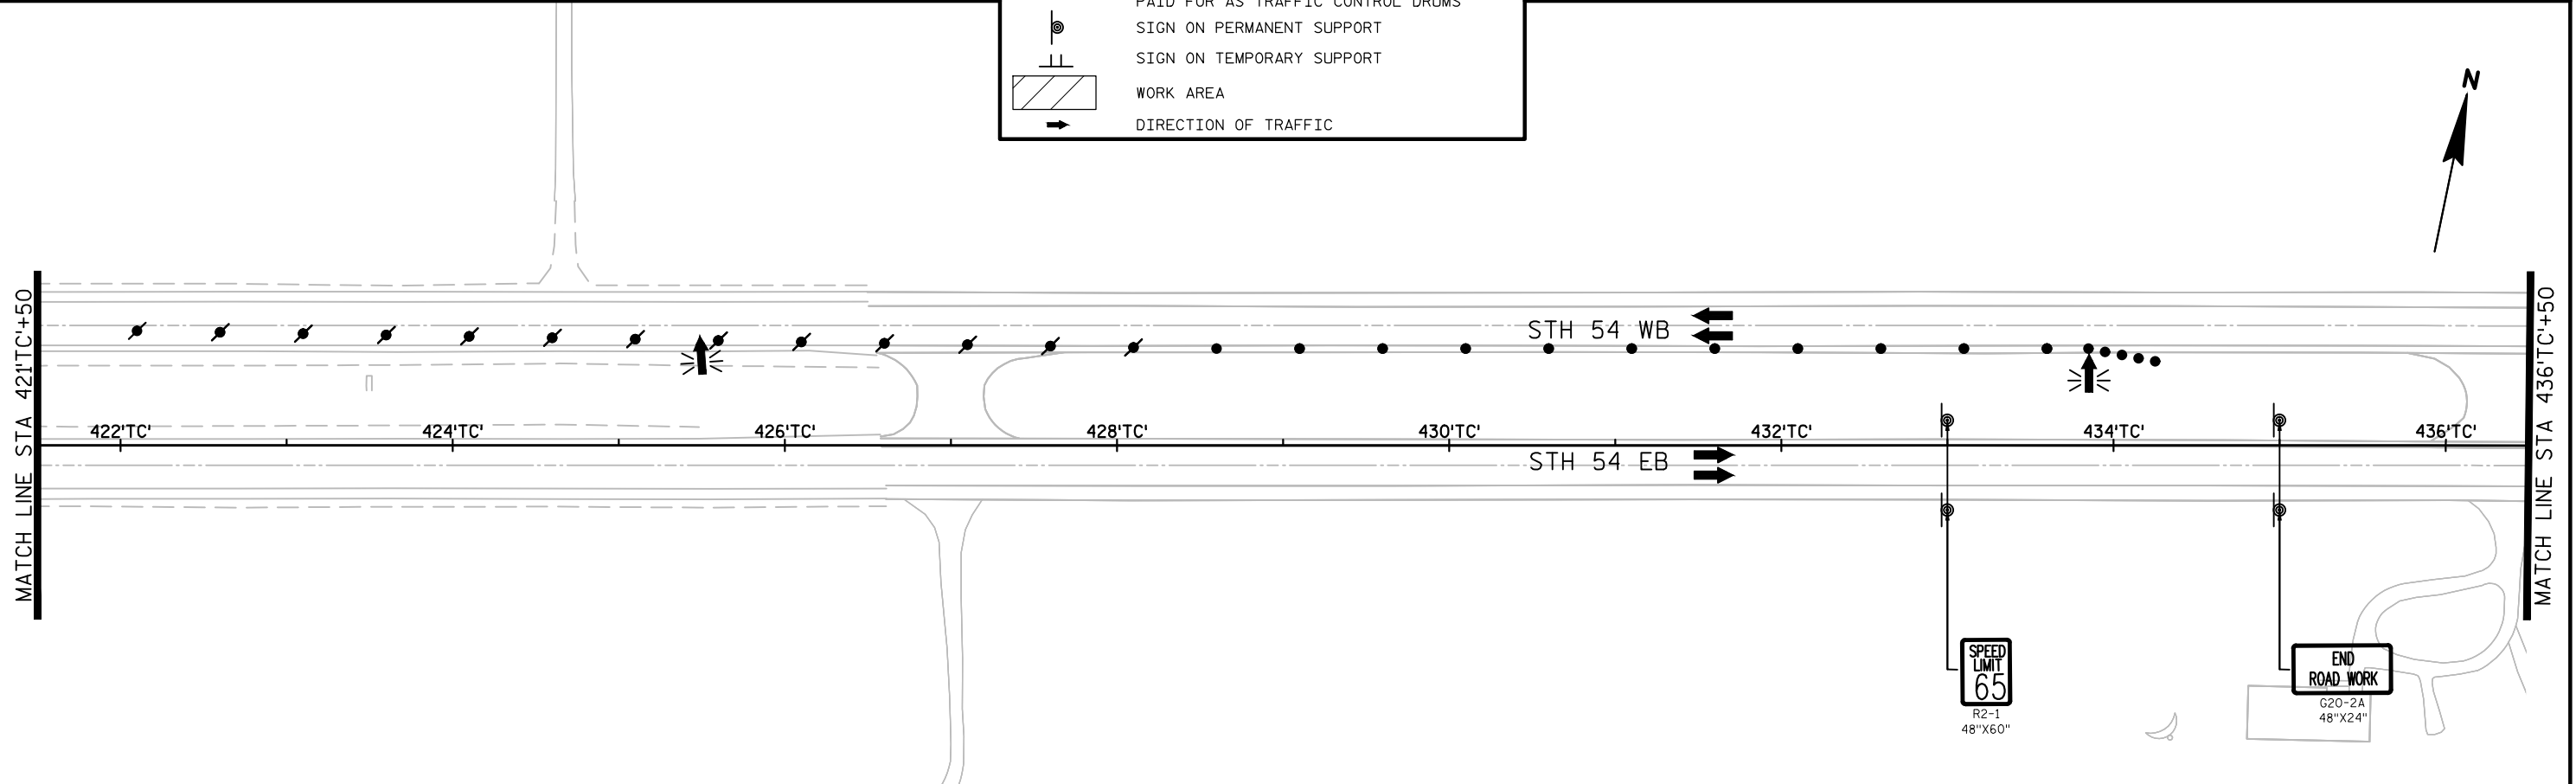 PAID FOR AS TRAFFIC CONTROL DRUMS
SIGN ON PERMANENT SUPPORT
SIGN ON TEMPORARY SUPPORT
WORK AREA
DIRECTION OF TRAFFIC
N
MATCH LINE STA 421'TC'+50
MATCH LINE STA 436'TC'+50
STH 54 WB
422'TC' 424'TC' 426'TC' 428'TC' 430'TC' 432'TC' 434'TC' 436'TC'
STH 54 EB
SPEED
LIMIT
65
R2-1
48"X60"
END
ROAD WORK
G20-2A
48"X24"